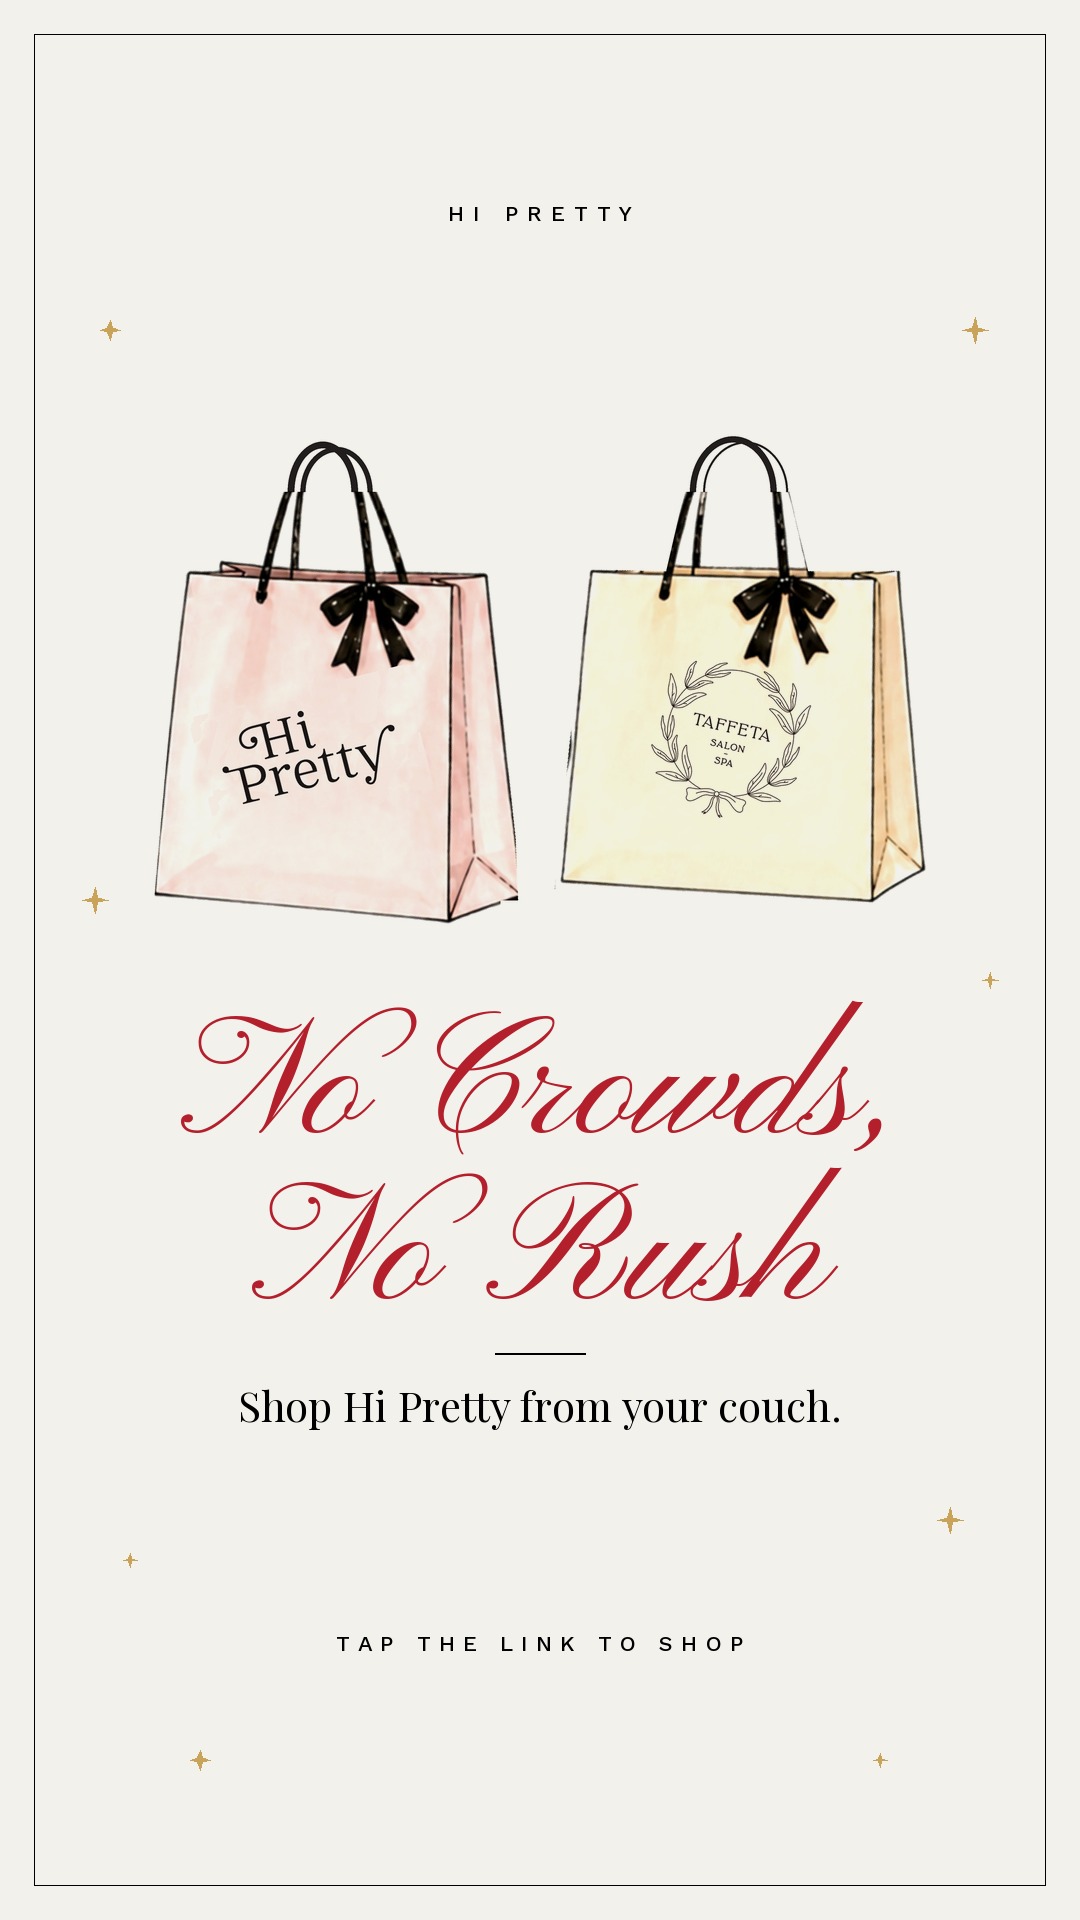 HI PRETTY
Hi
Pretty
TAFFETA
SALON
-
SPA
No Crowds,
No Rush
Shop Hi Pretty from your couch.
TAP THE LINK TO SHOP